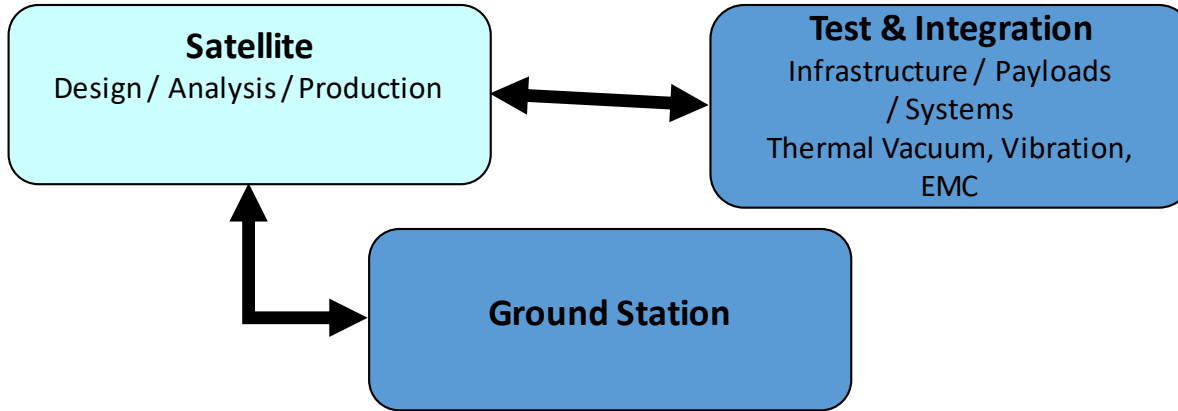 Satellite
Design / Analysis / Production
Test & Integration
Infrastructure / Payloads
/ Systems
Thermal Vacuum, Vibration,
EMC
Ground Station